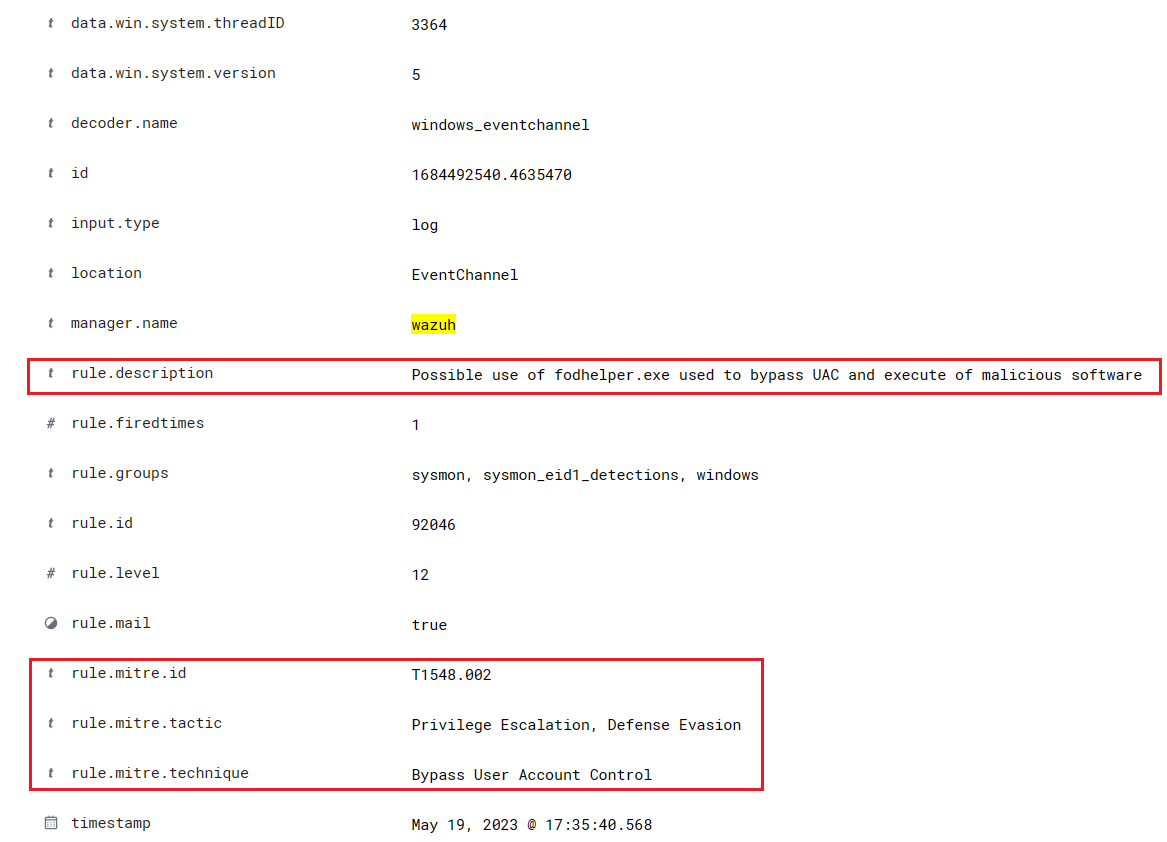 t data.win.system.threadID 3364
t data.win.system.version 5
t decoder.name windows_eventchannel
t id 1684492540.4635470
t input.type log
t location EventChannel
t manager.name wazuh
t rule.description Possible use of fodhelper.exe used to bypass UAC and execute of malicious software
# rule.firedtimes 1
t rule.groups sysmon, sysmon_eid1_detections, windows
t rule.id 92046
# rule.level 12
rule.mail true
t rule.mitre.id T1548.002
t rule.mitre.tactic Privilege Escalation, Defense Evasion
t rule.mitre.technique Bypass User Account Control
timestamp May 19, 2023 @ 17:35:40.568